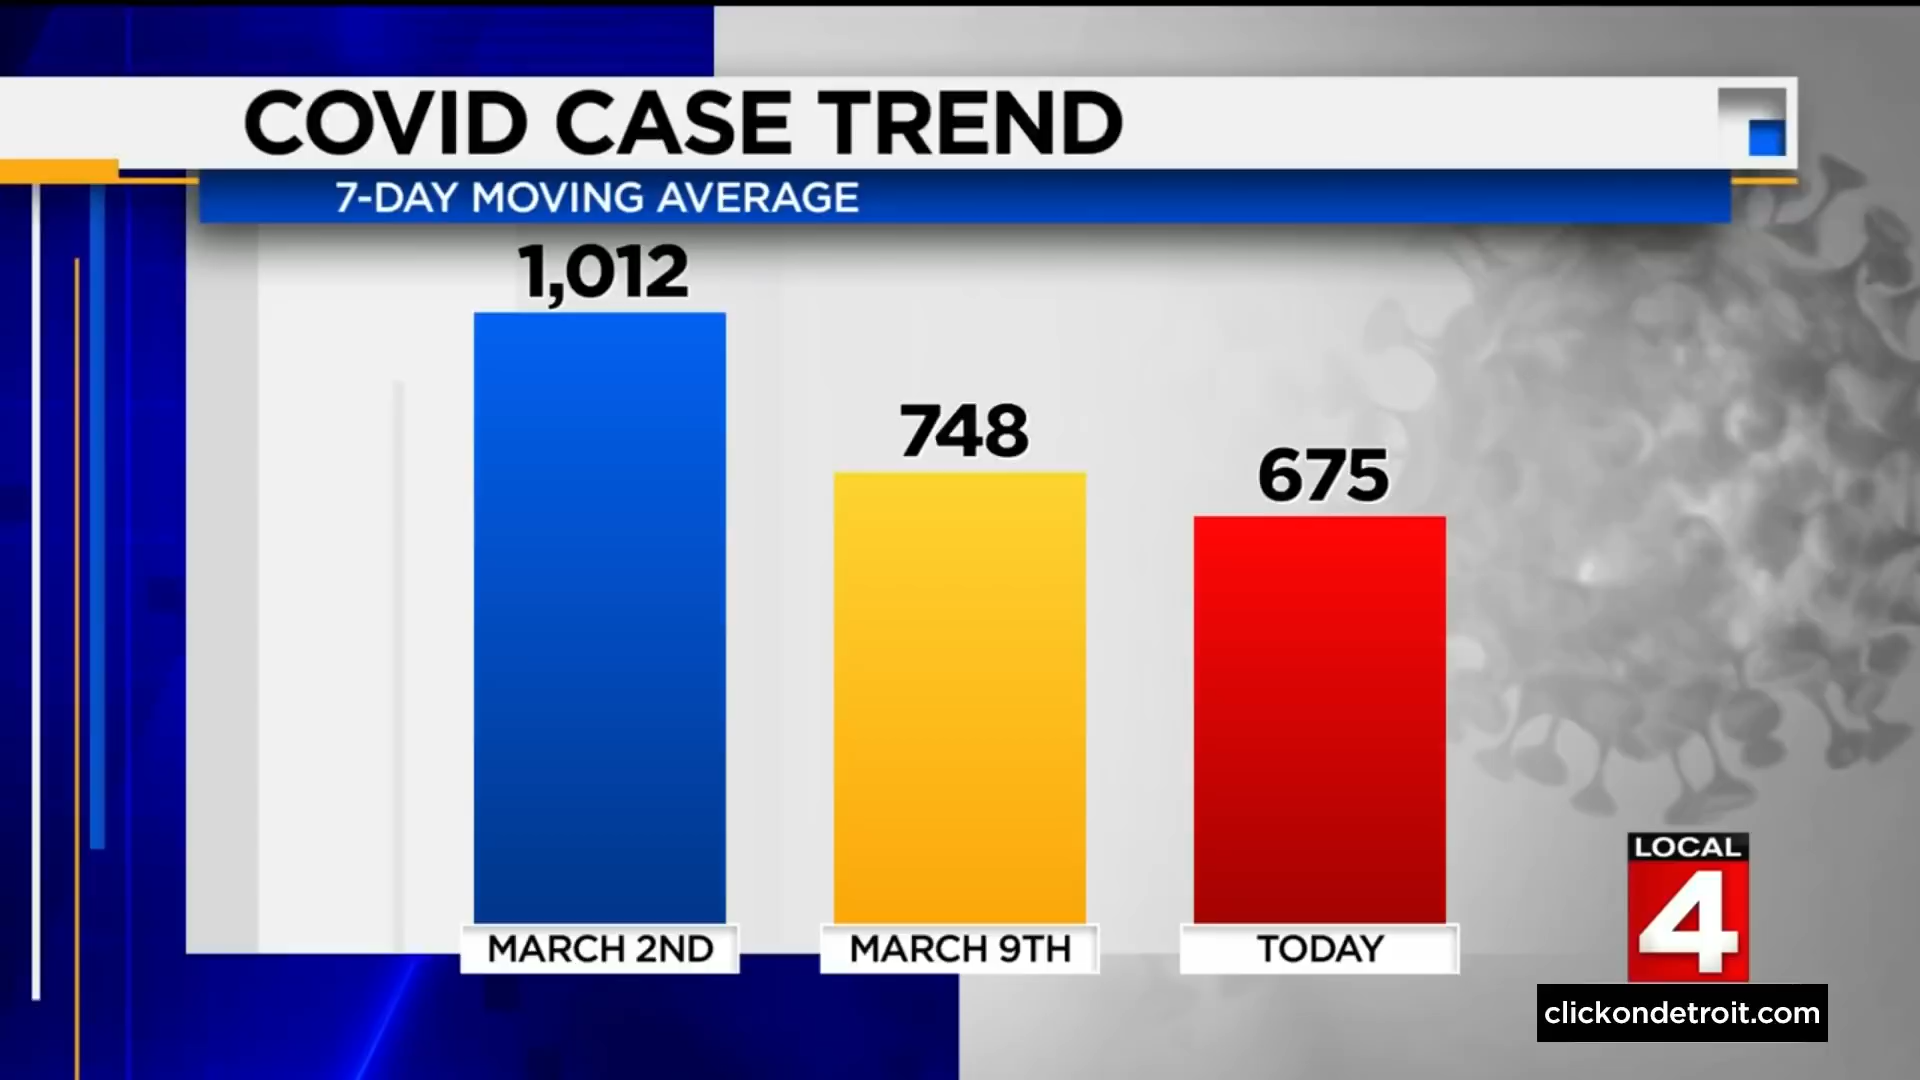 COVID CASE TREND
7-DAY MOVING AVERAGE
1,012
748
675
MARCH 2ND
MARCH 9TH
TODAY
LOCAL
4
clickondetroit.com